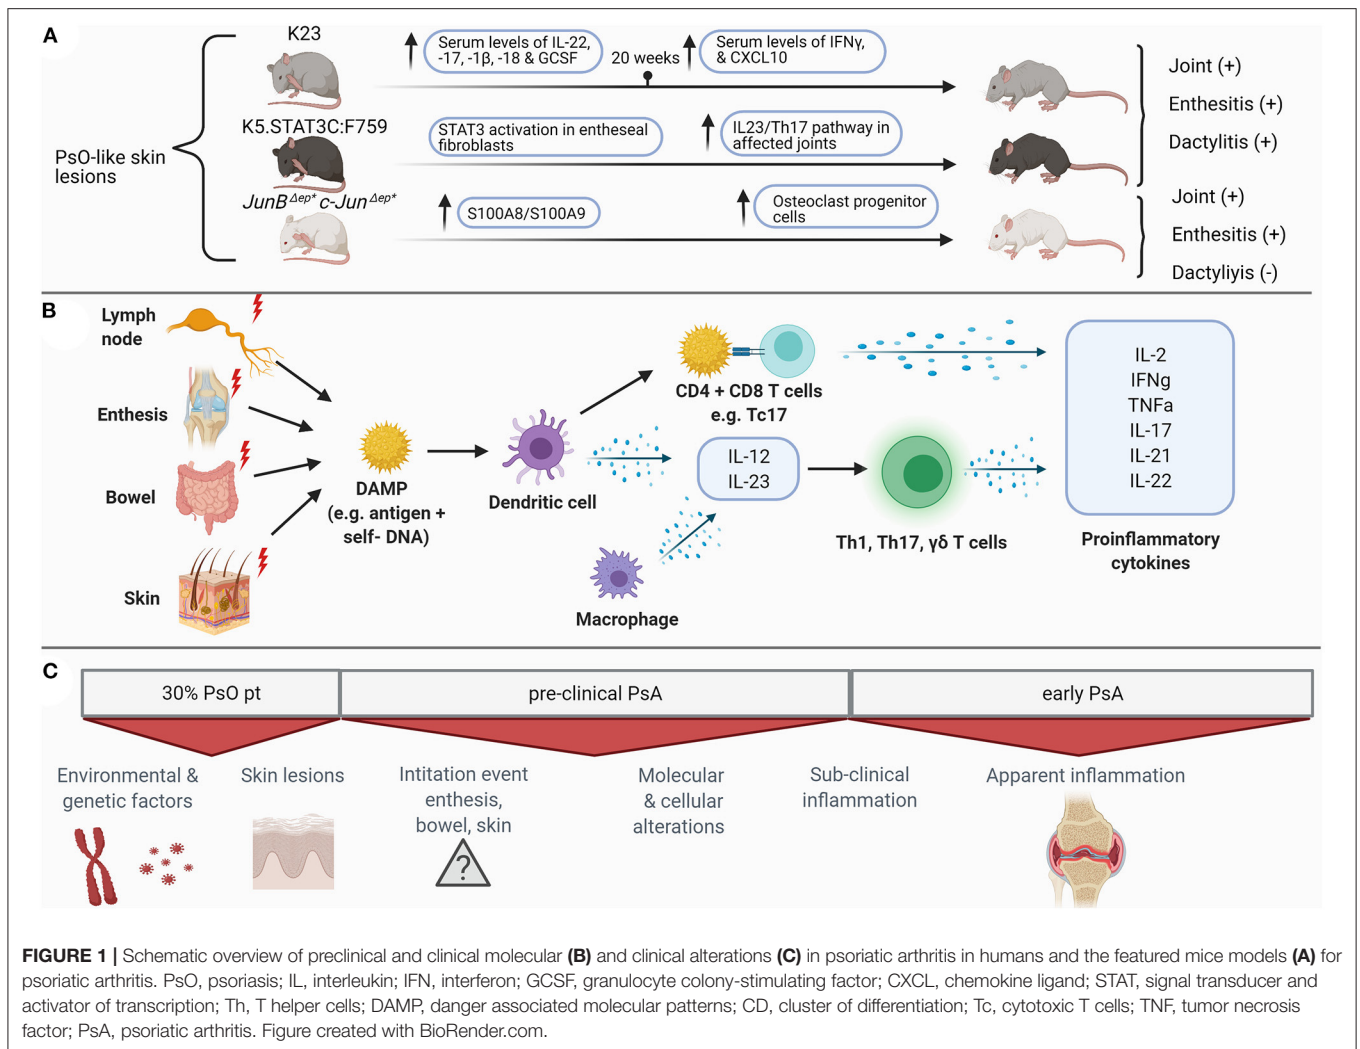 A
K23
Serum levels of IL-22,
-17, -1β, -18 & GCSF
20 weeks
Serum levels of IFNγ,
& CXCL10
K5.STAT3C:F759
STAT3 activation in entheseal
fibroblasts
IL23/Th17 pathway in
affected joints
PsO-like skin
lesions
JunB Δep* c-Jun Δep*
S100A8/S100A9
Osteoclast progenitor
cells
Joint (+)
Enthesitis (+)
Dactylitis (+)
Joint (+)
Enthesitis (+)
Dactyliyis (-)
B
Lymph
node
Enthesis
Bowel
Skin
DAMP
(e.g. antigen +
self- DNA)
Dendritic cell
Macrophage
CD4 + CD8 T cells
e.g. Tc17
IL-12
IL-23
Th1, Th17, γδ T cells
IL-2
IFNg
TNFa
IL-17
IL-21
IL-22
Proinflammatory
cytokines
C
30% PsO pt
pre-clinical PsA
early PsA
Environmental &
genetic factors
Skin lesions
Intitation event
enthesis,
bowel, skin
?
Molecular
& cellular
alterations
Sub-clinical
inflammation
Apparent inflammation
FIGURE 1 | Schematic overview of preclinical and clinical molecular (B) and clinical alterations (C) in psoriatic arthritis in humans and the featured mice models (A) for
psoriatic arthritis. PsO, psoriasis; IL, interleukin; IFN, interferon; GCSF, granulocyte colony-stimulating factor; CXCL, chemokine ligand; STAT, signal transducer and
activator of transcription; Th, T helper cells; DAMP, danger associated molecular patterns; CD, cluster of differentiation; Tc, cytotoxic T cells; TNF, tumor necrosis
factor; PsA, psoriatic arthritis. Figure created with BioRender.com.